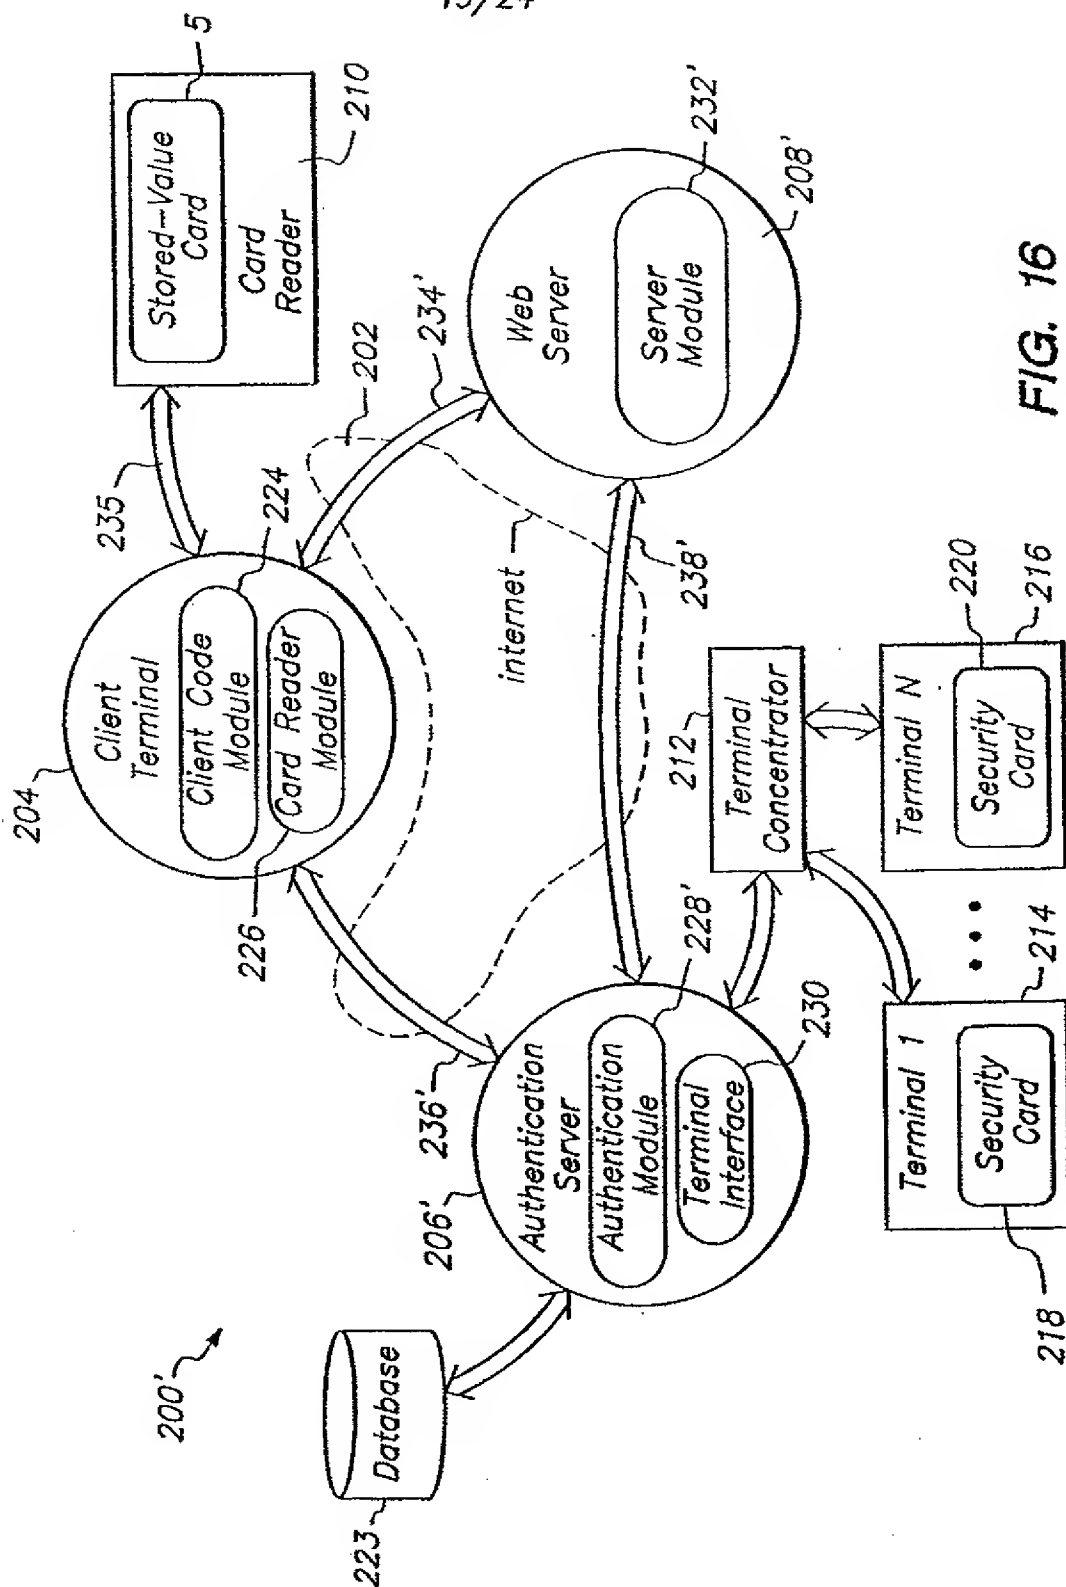 15/24
200'
204
Client
Terminal
Client Code
Module
224
Card Reader
Module
226
235
Stored-Value
Card
5
Card
Reader
210
234'
202
internet
Web
Server
Server
Module
232'
208'
236'
238'
206'
Authentication
Server
Authentication
Module
228'
Terminal
Interface
230
Database
223
212
Terminal
Concentrator
Terminal 1
Security
Card
214
218
Terminal N
Security
Card
220
216
FIG. 16